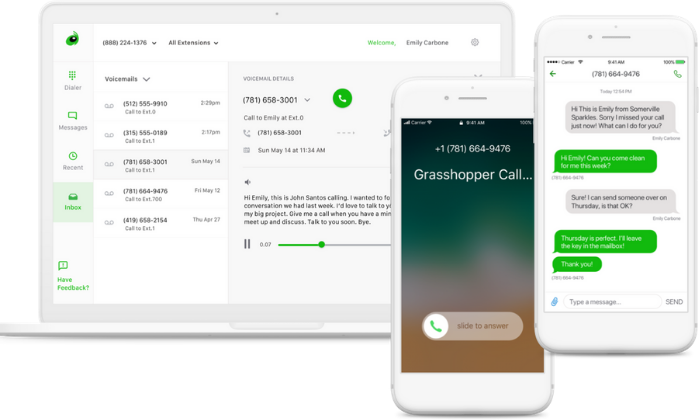 (888) 224-1376
All Extensions
Welcome,
Emily Carbone
Dialer
Messages
Recent
Inbox
Have
Feedback?
Voicemails
(512) 555-9910
2:29pm
Call to Ext.0
(315) 555-0189
2:17pm
Call to Ext.1
(781) 658-3001
Sun May 14
Call to Ext.1
(781) 664-9476
Fri May 12
Call to Ext.700
(419) 658-2154
Thu Apr 27
Call to Ext.1
VOICEMAIL DETAILS
(781) 658-3001
Call to Emily at Ext.0
(781) 658-3001
Sun May 14 at 11:34 AM
Hi Emily, this is John Santos calling. I wanted to fo
conversation we had last week. I'd love to talk to y
my big project. Give me a call when you have a min
meet up and discuss. Talk to you soon. Bye.
0:07
Carrier
9:41 AM
100%
+1 (781) 664-9476
Grasshopper Call...
slide to answer
Carrier
9:41 AM
100%
(781) 664-9476
Today 12:54 PM
Hi This is Emily from Somerville
Sparkles. Sorry I missed your call
just now! What can I do for you?
Emily Carbone
Hi Emily! Can you come clean
for me this week?
(781) 664-9476
Sure! I can send someone over on
Thursday, is that OK?
Emily Carbone
Thursday is perfect. I'll leave
the key in the mailbox!
Thank you!
(781) 664-9476
Type a message...
SEND